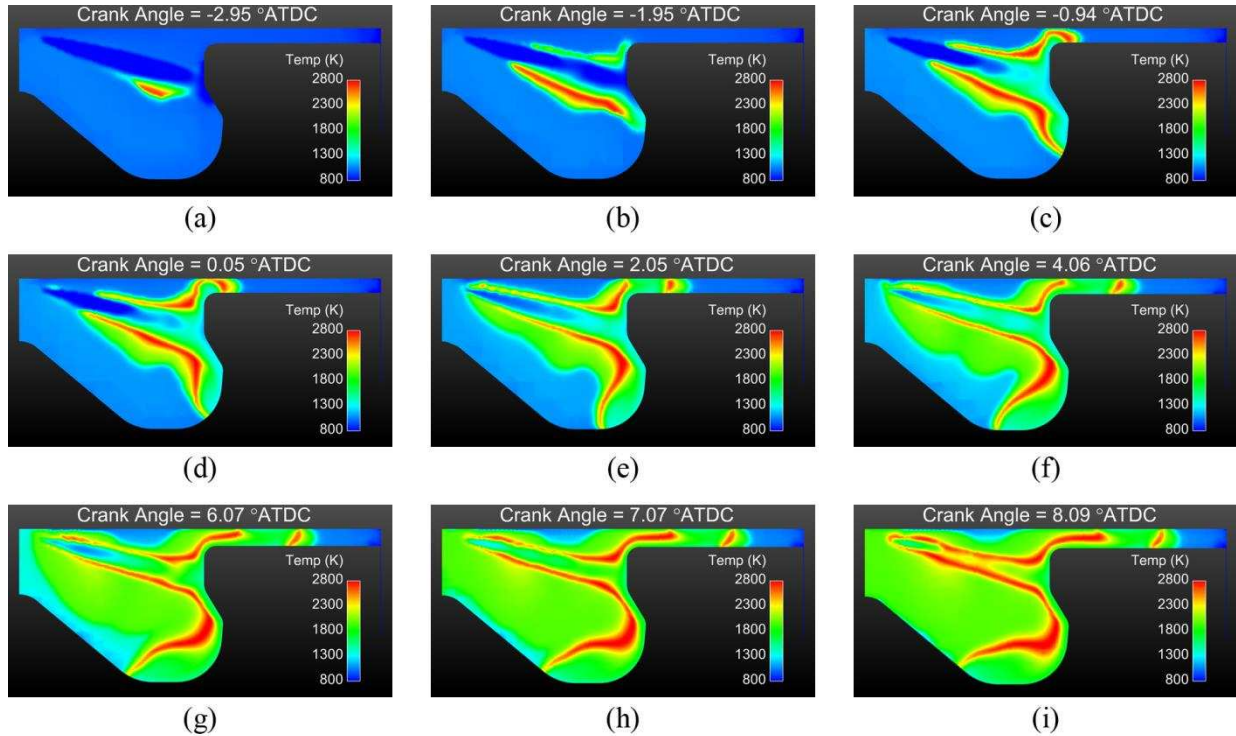 Crank Angle = -2.95 °ATDC
Temp (K)
2800
2300
1800
1300
800
(a)
Crank Angle = -1.95 °ATDC
Temp (K)
2800
2300
1800
1300
800
(b)
Crank Angle = -0.94 °ATDC
Temp (K)
2800
2300
1800
1300
800
(c)
Crank Angle = 0.05 °ATDC
Temp (K)
2800
2300
1800
1300
800
(d)
Crank Angle = 2.05 °ATDC
Temp (K)
2800
2300
1800
1300
800
(e)
Crank Angle = 4.06 °ATDC
Temp (K)
2800
2300
1800
1300
800
(f)
Crank Angle = 6.07 °ATDC
Temp (K)
2800
2300
1800
1300
800
(g)
Crank Angle = 7.07 °ATDC
Temp (K)
2800
2300
1800
1300
800
(h)
Crank Angle = 8.09 °ATDC
Temp (K)
2800
2300
1800
1300
800
(i)